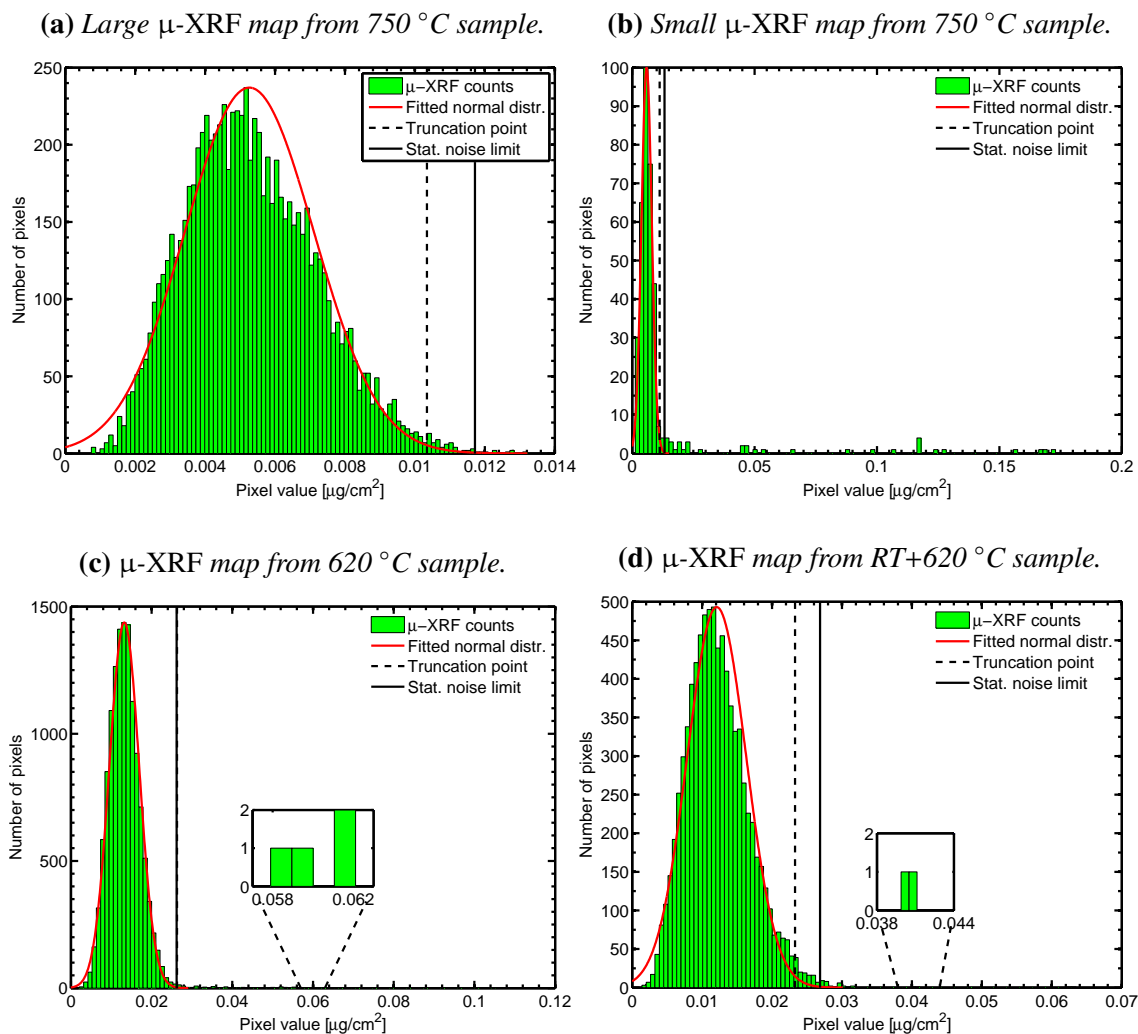 (a) Large μ-XRF map from 750 °C sample.
250
200
150
100
50
0
0 0.002 0.004 0.006 0.008 0.01 0.012 0.014
Number of pixels
Pixel value [μg/cm²]
μ−XRF counts
Fitted normal distr.
Truncation point
Stat. noise limit
(b) Small μ-XRF map from 750 °C sample.
100
90
80
70
60
50
40
30
20
10
0
0 0.05 0.1 0.15 0.2
Number of pixels
Pixel value [μg/cm²]
μ−XRF counts
Fitted normal distr.
Truncation point
Stat. noise limit
(c) μ-XRF map from 620 °C sample.
1500
1000
500
0
0 0.02 0.04 0.06 0.08 0.1 0.12
Number of pixels
Pixel value [μg/cm²]
μ−XRF counts
Fitted normal distr.
Truncation point
Stat. noise limit
2
1
0
0.058 0.062
(d) μ-XRF map from RT+620 °C sample.
500
450
400
350
300
250
200
150
100
50
0
0 0.01 0.02 0.03 0.04 0.05 0.06 0.07
Number of pixels
Pixel value [μg/cm²]
μ−XRF counts
Fitted normal distr.
Truncation point
Stat. noise limit
2
1
0
0.038 0.044